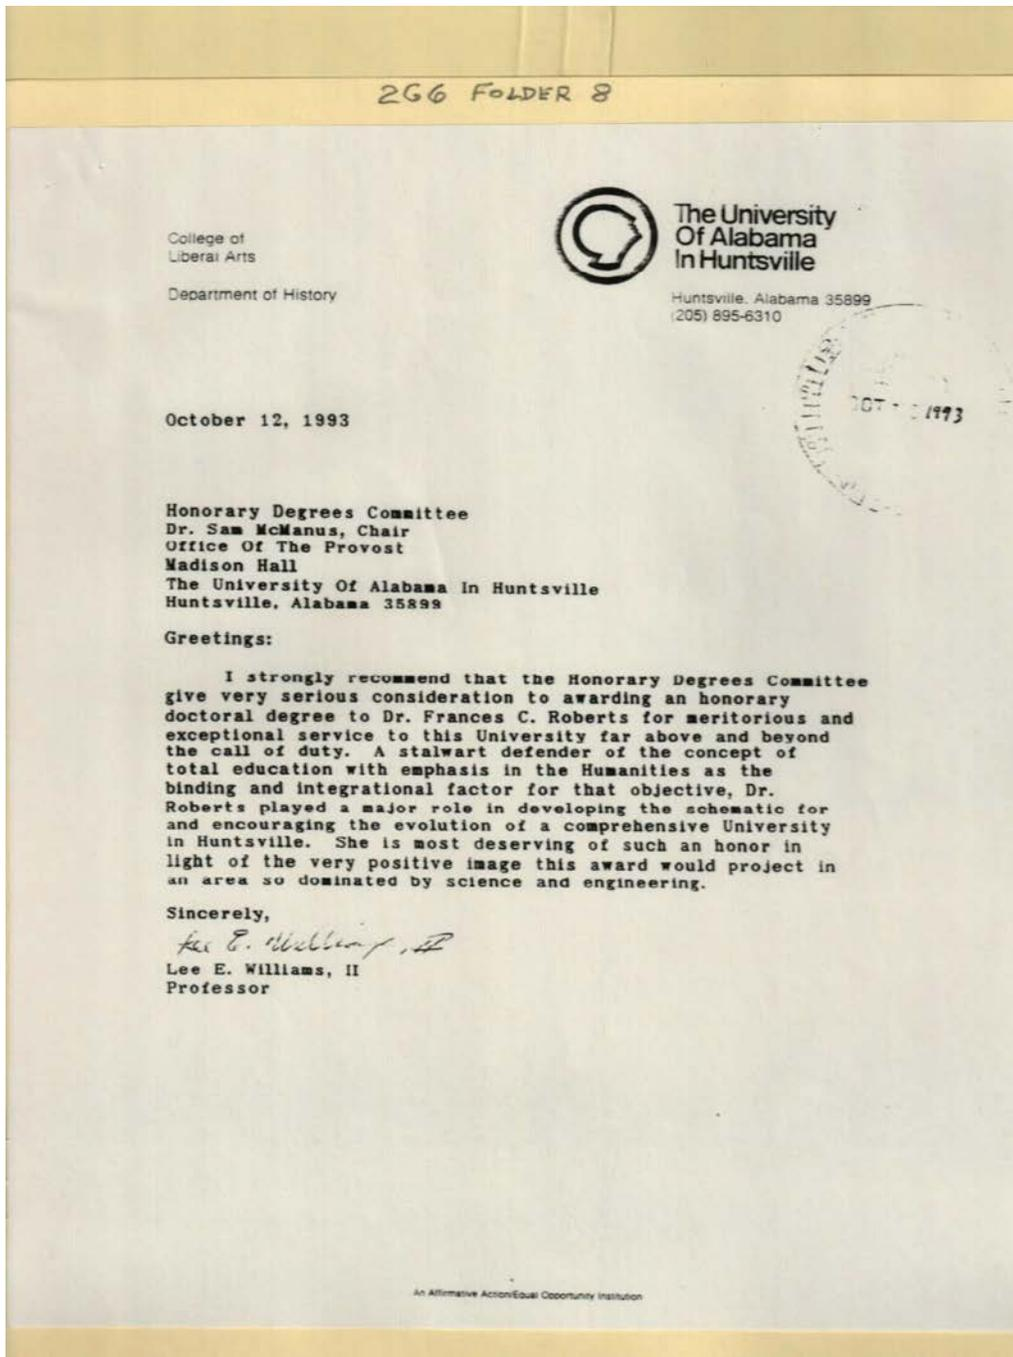 2G6 FOLDER 8
College of
Liberal Arts
Department of History
The University
Of Alabama
In Huntsville
Huntsville, Alabama 35899
(205) 895-6310
OCT - 1993
October 12, 1993
Honorary Degrees Committee
Dr. Sam McManus, Chair
Office Of The Provost
Madison Hall
The University Of Alabama In Huntsville
Huntsville, Alabama 35899
Greetings:
I strongly recommend that the Honorary Degrees Committee
give very serious consideration to awarding an honorary
doctoral degree to Dr. Frances C. Roberts for meritorious and
exceptional service to this University far above and beyond
the call of duty. A stalwart defender of the concept of
total education with emphasis in the Humanities as the
binding and integrational factor for that objective, Dr.
Roberts played a major role in developing the schematic for
and encouraging the evolution of a comprehensive University
in Huntsville. She is most deserving of such an honor in
light of the very positive image this award would project in
an area so dominated by science and engineering.
Sincerely,
Lee E. Williams, II
Lee E. Williams, II
Professor
An Affirmative Action/Equal Opportunity Institution